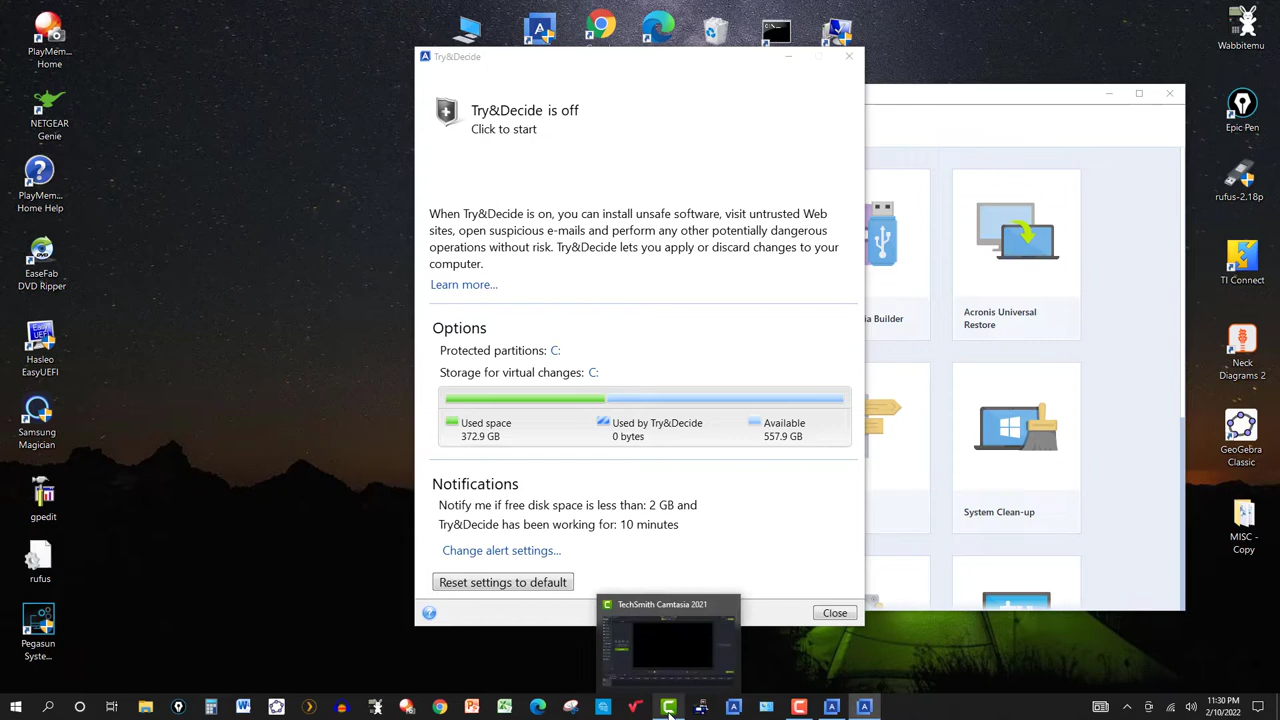 PlayMem...
Home
NETGEAR
Genie
PlayMem...
Home Help
EaseFab
DVD Ripper
Hasleo
EasyUEFI
Samsung
Magician
gpedit
rufus
Pegasun
Syste...
Try&Decide
Try&Decide is off
Click to start
When Try&Decide is on, you can install unsafe software, visit untrusted Web
sites, open suspicious e-mails and perform any other potentially dangerous
operations without risk. Try&Decide lets you apply or discard changes to your
computer.
Learn more...
Options
Protected partitions: C:
Storage for virtual changes: C:
Used space
372.9 GB
Used by Try&Decide
0 bytes
Available
557.9 GB
Notifications
Notify me if free disk space is less than: 2 GB and
Try&Decide has been working for: 10 minutes
Change alert settings...
Reset settings to default
Close
TechSmith Camtasia 2021
ia Builder
Acronis Universal
Restore
System Clean-up
Wabbitemu
Epic Pen
rufus-2.18p
TI Connect
Neck
Diagrams 2
GeoGebra
Classic
MISC -
Copy
11:30 PM
2/10/2022